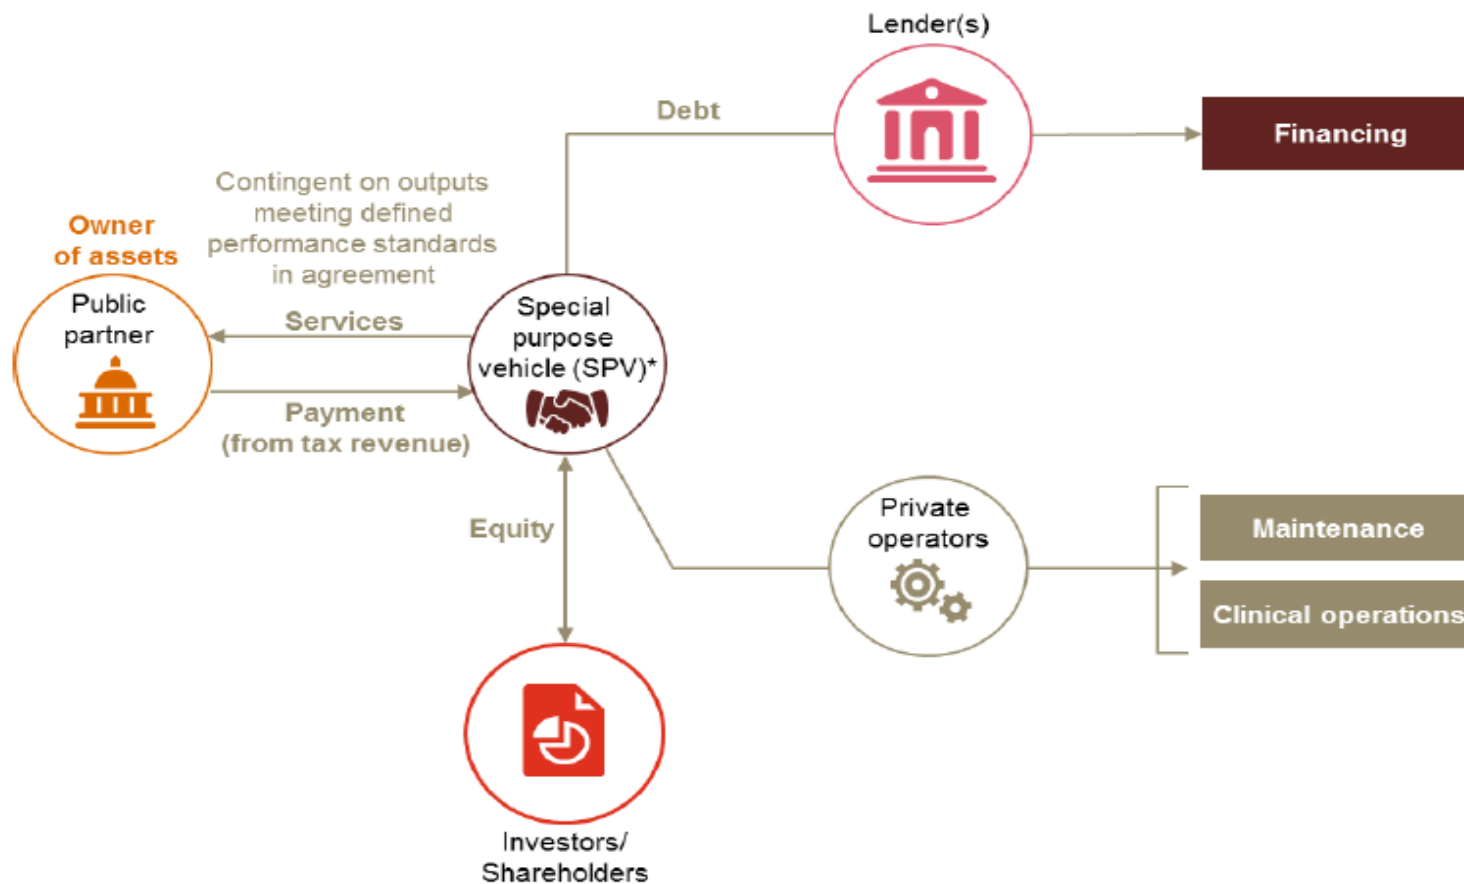 Lender(s)
Debt
Financing
Contingent on outputs
meeting defined
performance standards
in agreement
Owner
of assets
Public
partner
Services
Payment
(from tax revenue)
Special
purpose
vehicle (SPV)*
Equity
Private
operators
Maintenance
Clinical operations
Investors/
Shareholders